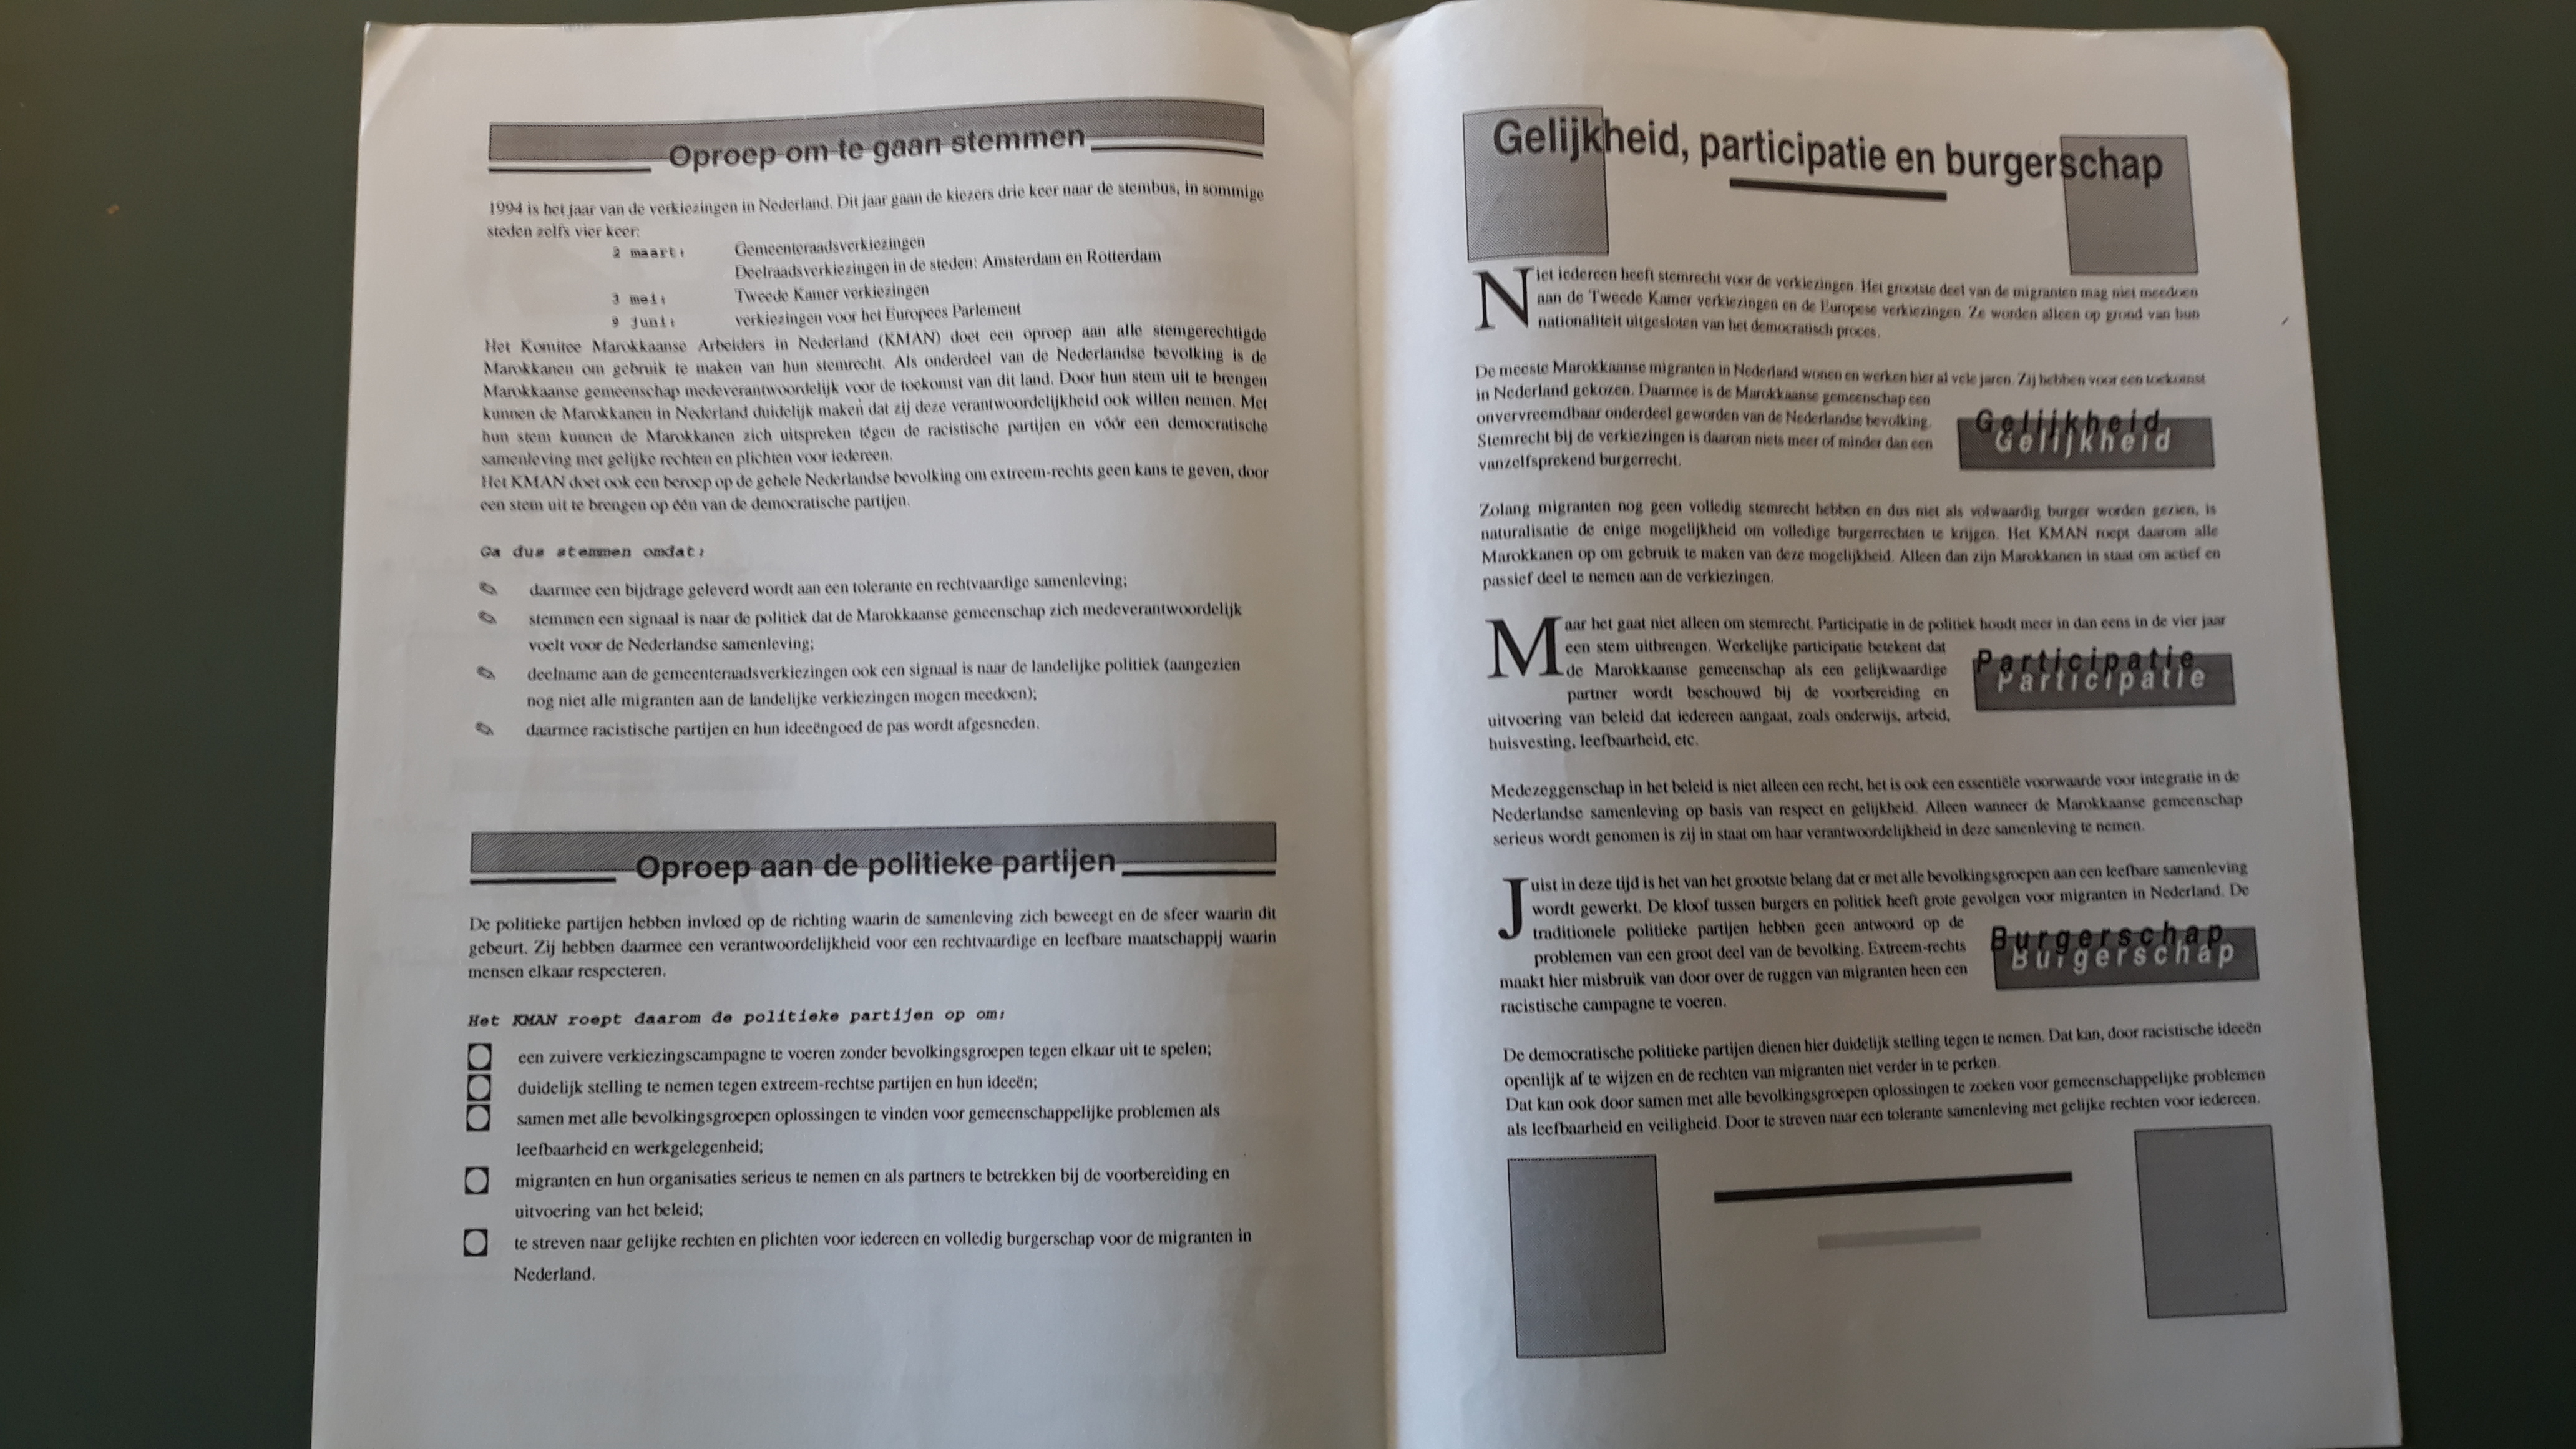 Oproep om te gaan stemmen
1994 is het jaar van de verkiezingen in Nederland. Dit jaar gaan de kiezers drie keer naar de stembus, in sommige
steden zelfs vier keer:
2 maart: Gemeenteraadsverkiezingen
Deelraadsverkiezingen in de steden: Amsterdam en Rotterdam
3 mei: Tweede Kamer verkiezingen
9 juni: verkiezingen voor het Europees Parlement
Het Komitee Marokkaanse Arbeiders in Nederland (KMAN) doet een oproep aan alle stemgerechtigde
Marokkanen om gebruik te maken van hun stemrecht. Als onderdeel van de Nederlandse bevolking is de
Marokkaanse gemeenschap medeverantwoordelijk voor de toekomst van dit land. Door hun stem uit te brengen
kunnen de Marokkanen in Nederland duidelijk maken dat zij deze verantwoordelijkheid ook willen nemen. Met
hun stem kunnen de Marokkanen zich uitspreken tégen de racistische partijen en vóór een democratische
samenleving met gelijke rechten en plichten voor iedereen.
Het KMAN doet ook een beroep op de gehele Nederlandse bevolking om extreem-rechts geen kans te geven, door
een stem uit te brengen op één van de democratische partijen.
Ga dus stemmen omdat:
daarmee een bijdrage geleverd wordt aan een tolerante en rechtvaardige samenleving;
stemmen een signaal is naar de politiek dat de Marokkaanse gemeenschap zich medeverantwoordelijk
voelt voor de Nederlandse samenleving;
deelname aan de gemeenteraadsverkiezingen ook een signaal is naar de landelijke politiek (aangezien
nog niet alle migranten aan de landelijke verkiezingen mogen meedoen);
daarmee racistische partijen en hun ideeëngoed de pas wordt afgesneden.
Oproep aan de politieke partijen
De politieke partijen hebben invloed op de richting waarin de samenleving zich beweegt en de sfeer waarin dit
gebeurt. Zij hebben daarmee een verantwoordelijkheid voor een rechtvaardige en leefbare maatschappij waarin
mensen elkaar respecteren.
Het KMAN roept daarom de politieke partijen op om:
een zuivere verkiezingscampagne te voeren zonder bevolkingsgroepen tegen elkaar uit te spelen;
duidelijk stelling te nemen tegen extreem-rechtse partijen en hun ideeën;
samen met alle bevolkingsgroepen oplossingen te vinden voor gemeenschappelijke problemen als
leefbaarheid en werkgelegenheid;
migranten en hun organisaties serieus te nemen en als partners te betrekken bij de voorbereiding en
uitvoering van het beleid;
te streven naar gelijke rechten en plichten voor iedereen en volledig burgerschap voor de migranten in
Nederland.
Gelijkheid, participatie en burgerschap
Niet iedereen heeft stemrecht voor de verkiezingen. Het grootste deel van de migranten mag niet meedoen
aan de Tweede Kamer verkiezingen en de Europese verkiezingen. Ze worden alleen op grond van hun
nationaliteit uitgesloten van het democratisch proces.
De meeste Marokkaanse migranten in Nederland wonen en werken hier al vele jaren. Zij hebben voor een toekomst
in Nederland gekozen. Daarmee is de Marokkaanse gemeenschap een
onvervreemdbaar onderdeel geworden van de Nederlandse bevolking.
Stemrecht bij de verkiezingen is daarom niets meer of minder dan een
vanzelfsprekend burgerrecht.
Gelijkheid
Gelijkheid
Zolang migranten nog geen volledig stemrecht hebben en dus niet als volwaardig burger worden gezien, is
naturalisatie de enige mogelijkheid om volledige burgerrechten te krijgen. Het KMAN roept daarom alle
Marokkanen op om gebruik te maken van deze mogelijkheid. Alleen dan zijn Marokkanen in staat om actief en
passief deel te nemen aan de verkiezingen.
Maar het gaat niet alleen om stemrecht. Participatie in de politiek houdt meer in dan eens in de vier jaar
een stem uitbrengen. Werkelijke participatie betekent dat
de Marokkaanse gemeenschap als een gelijkwaardige
partner wordt beschouwd bij de voorbereiding en
uitvoering van beleid dat iedereen aangaat, zoals onderwijs, arbeid,
huisvesting, leefbaarheid, etc.
Participatie
Participatie
Medezeggenschap in het beleid is niet alleen een recht, het is ook een essentiële voorwaarde voor integratie in de
Nederlandse samenleving op basis van respect en gelijkheid. Alleen wanneer de Marokkaanse gemeenschap
serieus wordt genomen is zij in staat om haar verantwoordelijkheid in deze samenleving te nemen.
Juist in deze tijd is het van het grootste belang dat er met alle bevolkingsgroepen aan een leefbare samenleving
wordt gewerkt. De kloof tussen burgers en politiek heeft grote gevolgen voor migranten in Nederland. De
traditionele politieke partijen hebben geen antwoord op de
problemen van een groot deel van de bevolking. Extreem-rechts
maakt hier misbruik van door over de ruggen van migranten heen een
racistische campagne te voeren.
Burgerschap
Burgerschap
De democratische politieke partijen dienen hier duidelijk stelling tegen te nemen. Dat kan, door racistische ideeën
openlijk af te wijzen en de rechten van migranten niet verder in te perken.
Dat kan ook door samen met alle bevolkingsgroepen oplossingen te zoeken voor gemeenschappelijke problemen
als leefbaarheid en veiligheid. Door te streven naar een tolerante samenleving met gelijke rechten voor iedereen.